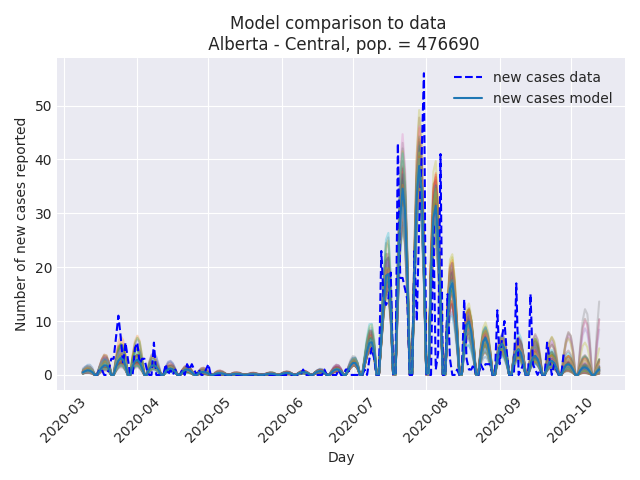 Model comparison to data
Alberta - Central, pop. = 476690
new cases data
new cases model
Number of new cases reported
50
40
30
20
10
0
2020-03
2020-04
2020-05
2020-06
2020-07
2020-08
2020-09
2020-10
Day